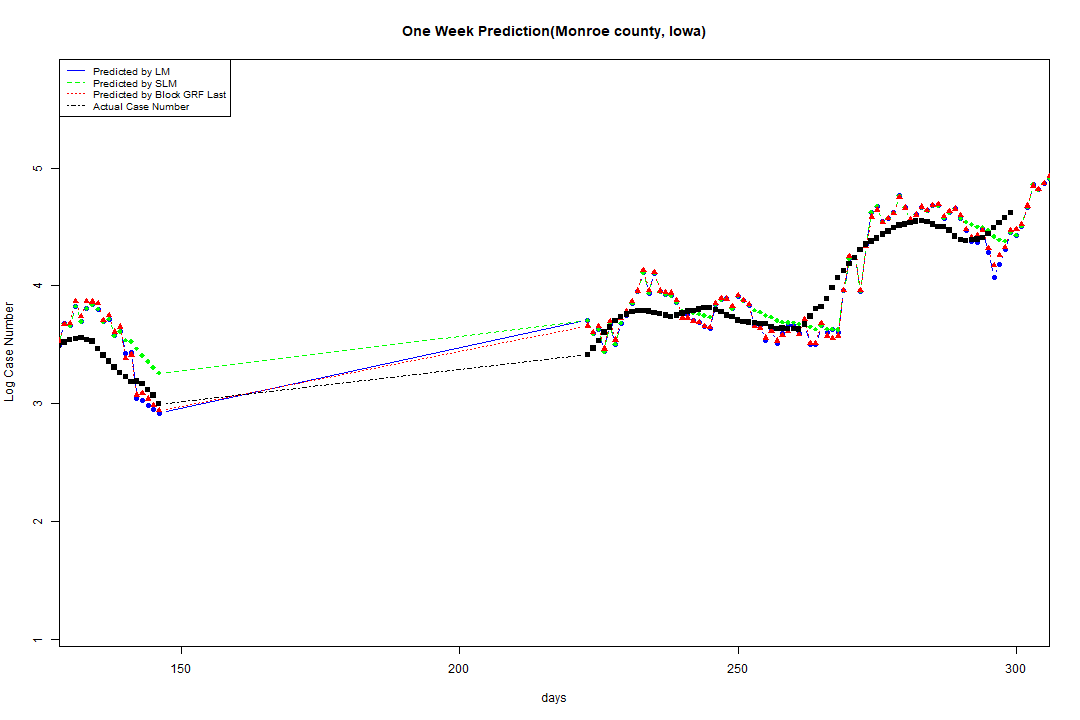 One Week Prediction(Monroe county, Iowa)
Predicted by LM
Predicted by SLM
Predicted by Block GRF Last
Actual Case Number
Log Case Number
5
4
3
2
1
150
200
250
300
days